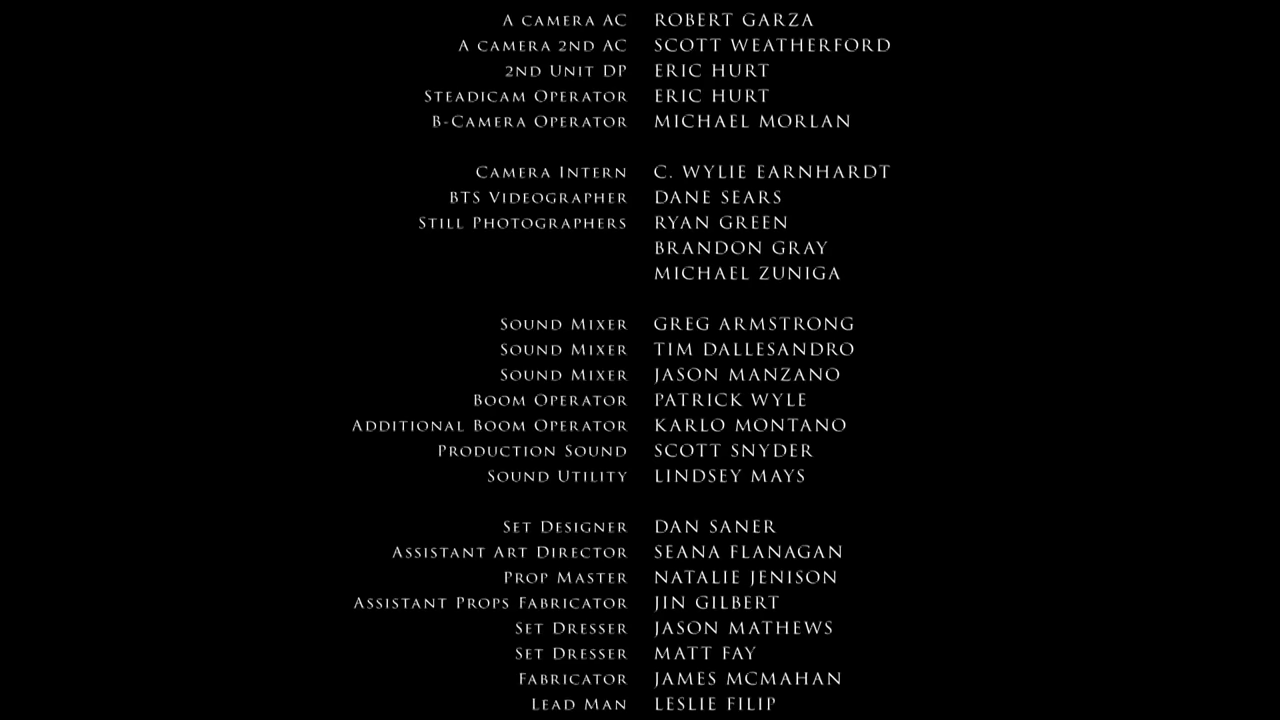 A camera AC ROBERT GARZA
A camera 2nd AC SCOTT WEATHERFORD
2nd Unit DP ERIC HURT
Steadicam Operator ERIC HURT
B-Camera Operator MICHAEL MORLAN
Camera Intern C. WYLIE EARNHARDT
BTS Videographer DANE SEARS
Still Photographers RYAN GREEN
BRANDON GRAY
MICHAEL ZUNIGA
Sound Mixer GREG ARMSTRONG
Sound Mixer TIM DALLESANDRO
Sound Mixer JASON MANZANO
Boom Operator PATRICK WYLE
Additional Boom Operator KARLO MONTANO
Production Sound SCOTT SNYDER
Sound Utility LINDSEY MAYS
Set Designer DAN SANER
Assistant Art Director SEANA FLANAGAN
Prop Master NATALIE JENISON
Assistant Props Fabricator JIN GILBERT
Set Dresser JASON MATHEWS
Set Dresser MATT FAY
Fabricator JAMES MCMAHAN
Lead Man LESLIE FILIP